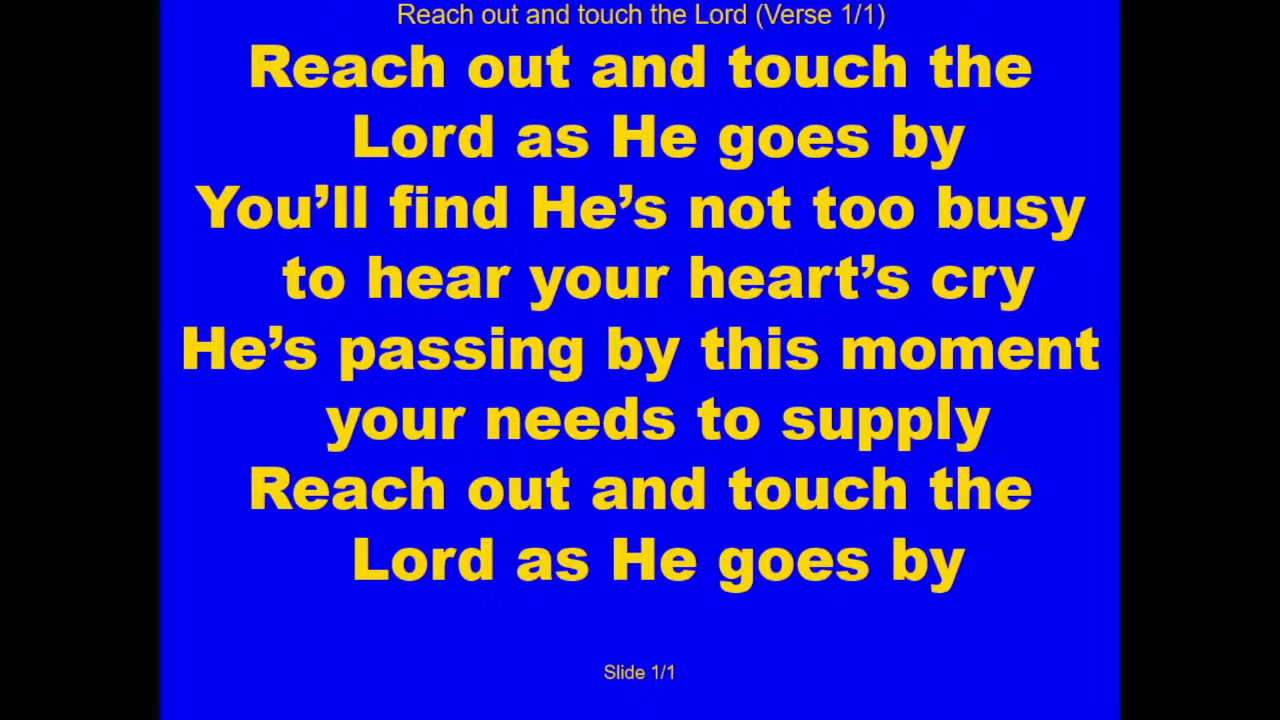 Reach out and touch the Lord (Verse 1/1)
Reach out and touch the
Lord as He goes by
You’ll find He’s not too busy
to hear your heart’s cry
He’s passing by this moment
your needs to supply
Reach out and touch the
Lord as He goes by
Slide 1/1